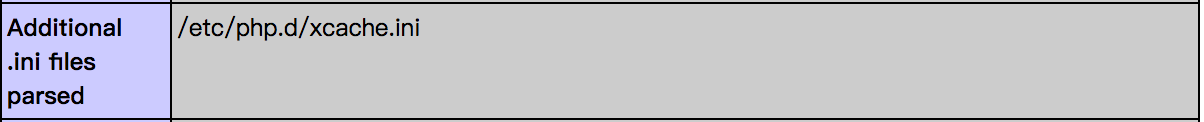 Additional
.ini files
parsed
/etc/php.d/xcache.ini